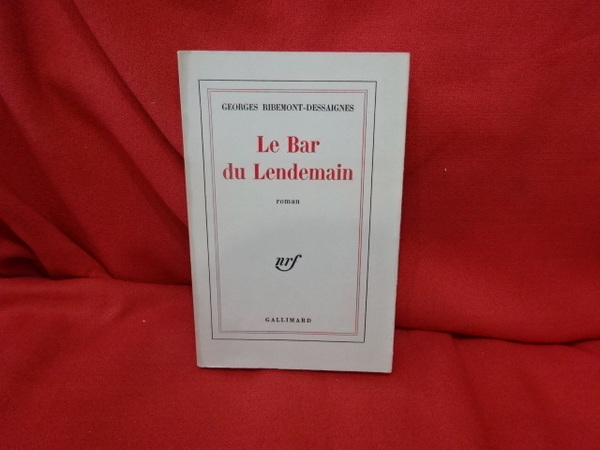 GEORGES RIBEMONT-DESSAIGNES
Le Bar
du Lendemain
roman
nrf
GALLIMARD